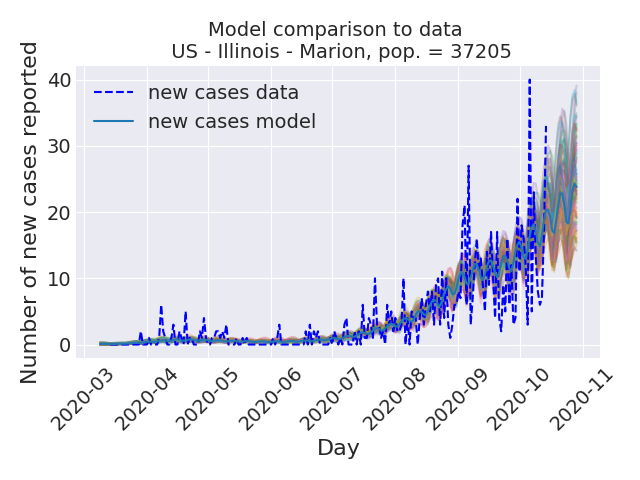 Model comparison to data
US - Illinois - Marion, pop. = 37205
Number of new cases reported
40
30
20
10
0
new cases data
new cases model
2020-03
2020-04
2020-05
2020-06
2020-07
2020-08
2020-09
2020-10
2020-11
Day